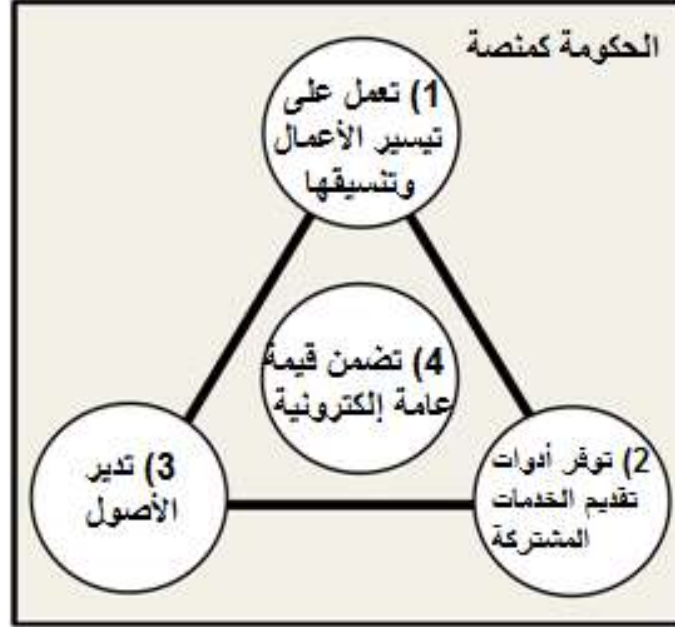 الحكومة كمنصة
1) تعمل على
تيسير الأعمال
وتنسيقها
4) تضمن قيمة
عامة إلكترونية
3) تدير
الأصول
2) توفر أدوات
تقديم الخدمات
المشتركة